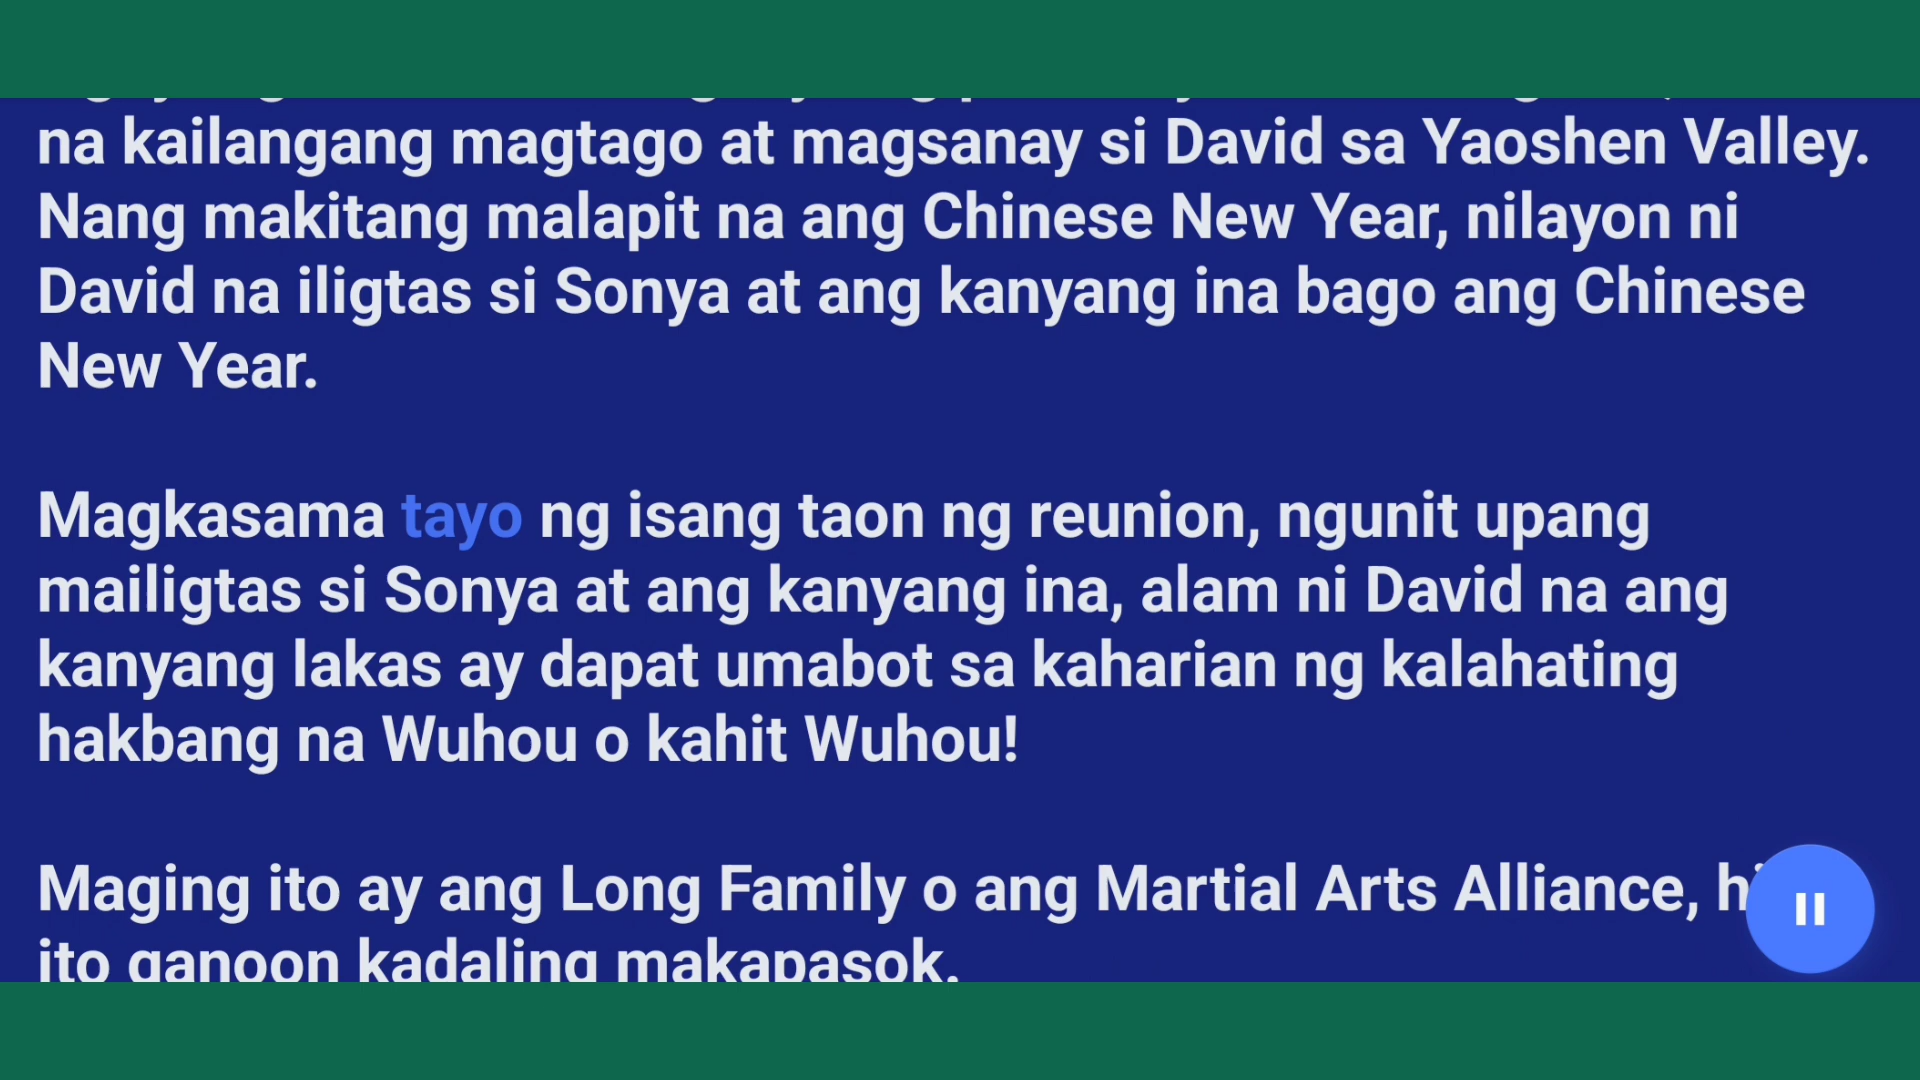 na kailangang magtago at magsanay si David sa Yaoshen Valley.
Nang makitang malapit na ang Chinese New Year, nilayon ni
David na iligtas si Sonya at ang kanyang ina bago ang Chinese
New Year.
Magkasama tayo ng isang taon ng reunion, ngunit upang
mailigtas si Sonya at ang kanyang ina, alam ni David na ang
kanyang lakas ay dapat umabot sa kaharian ng kalahating
hakbang na Wuhou o kahit Wuhou!
Maging ito ay ang Long Family o ang Martial Arts Alliance,
ito ganoon kadaling makapasok.